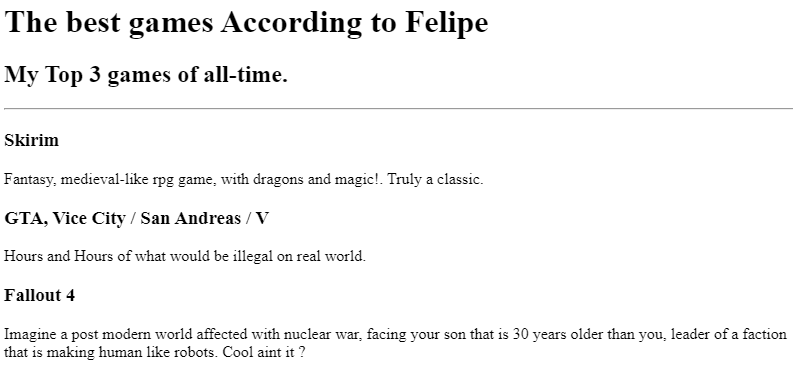 The best games According to Felipe
My Top 3 games of all-time.
Skirim
Fantasy, medieval-like rpg game, with dragons and magic!. Truly a classic.
GTA, Vice City / San Andreas / V
Hours and Hours of what would be illegal on real world.
Fallout 4
Imagine a post modern world affected with nuclear war, facing your son that is 30 years older than you, leader of a faction
that is making human like robots. Cool aint it ?